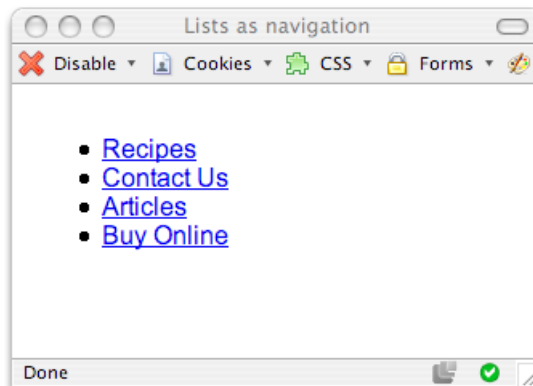 Lists as navigation
Disable Cookies CSS Forms
Recipes
Contact Us
Articles
Buy Online
Done